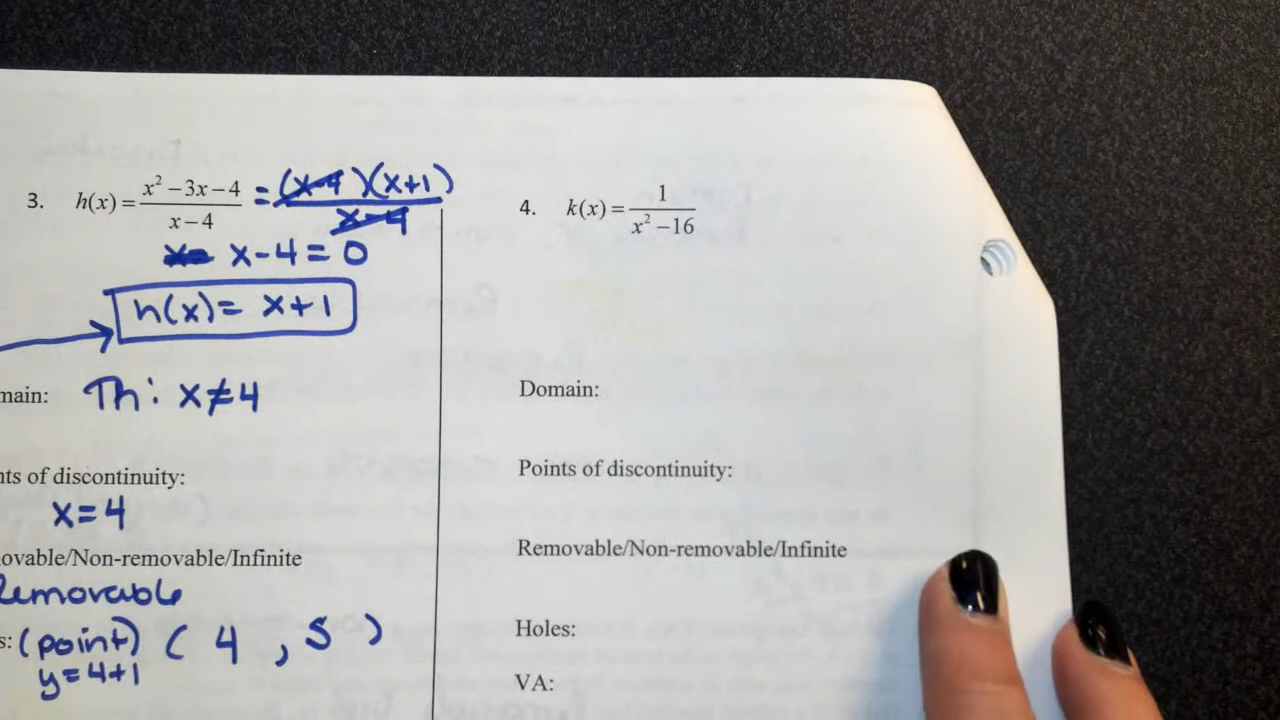 3. h(x) = x² − 3x − 4 / x − 4 = (x-4)(x+1) / x-4
x-4 = 0
h(x) = x+1
main: Th: x≠4
nts of discontinuity:
x=4
ovable/Non-removable/Infinite
Removable
s: (point) ( 4 , 5 )
y=4+1
4. k(x) = 1 / x² − 16
Domain:
Points of discontinuity:
Removable/Non-removable/Infinite
Holes:
VA: